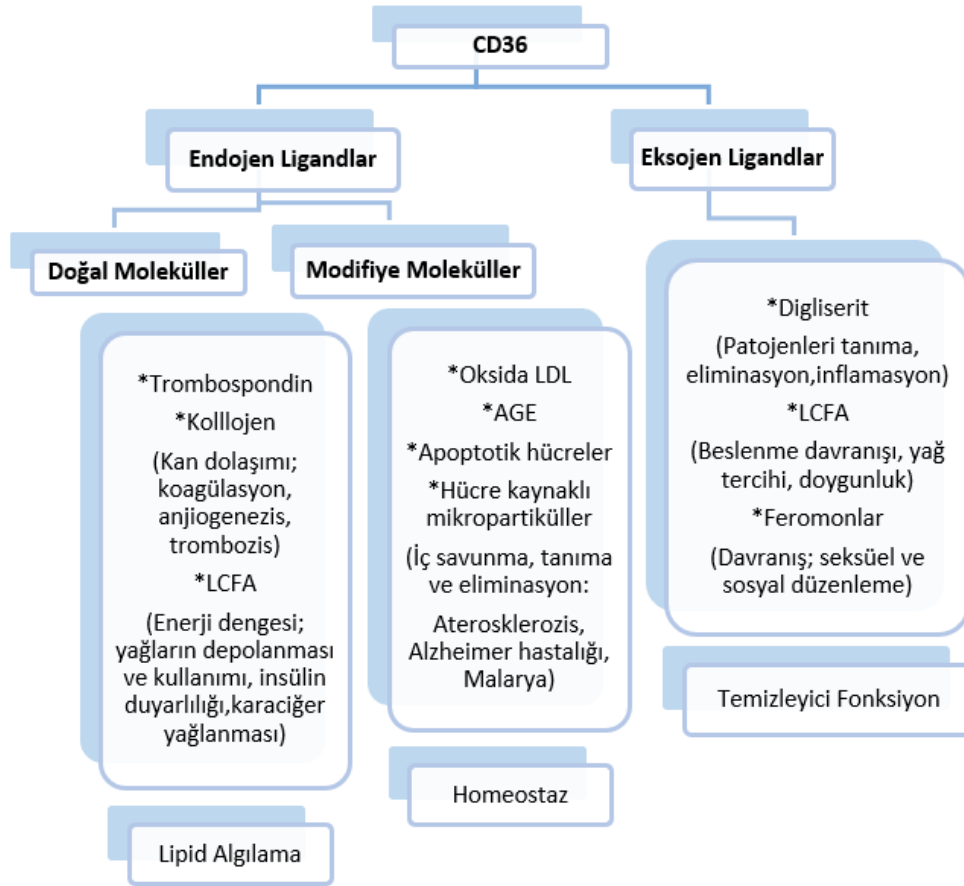 CD36
Endojen Ligandlar
Eksojen Ligandlar
Doğal Moleküller
Modifiye Moleküller
*Trombospondin
*Kolllojen
(Kan dolaşımı;
koagülasyon,
anjiogenezis,
trombozis)
*LCFA
(Enerji dengesi;
yağların depolanması
ve kullanımı, insülin
duyarlılığı,karaciğer
yağlanması)
Lipid Algılama
*Oksida LDL
*AGE
*Apoptotik hücreler
*Hücre kaynaklı
mikropartiküller
(İç savunma, tanıma
ve eliminasyon:
Aterosklerozis,
Alzheimer hastalığı,
Malarya)
Homeostaz
*Digliserit
(Patojenleri tanıma,
eliminasyon,inflamasyon)
*LCFA
(Beslenme davranışı, yağ
tercihi, doygunluk)
*Feromonlar
(Davranış; seksüel ve
sosyal düzenleme)
Temizleyici Fonksiyon